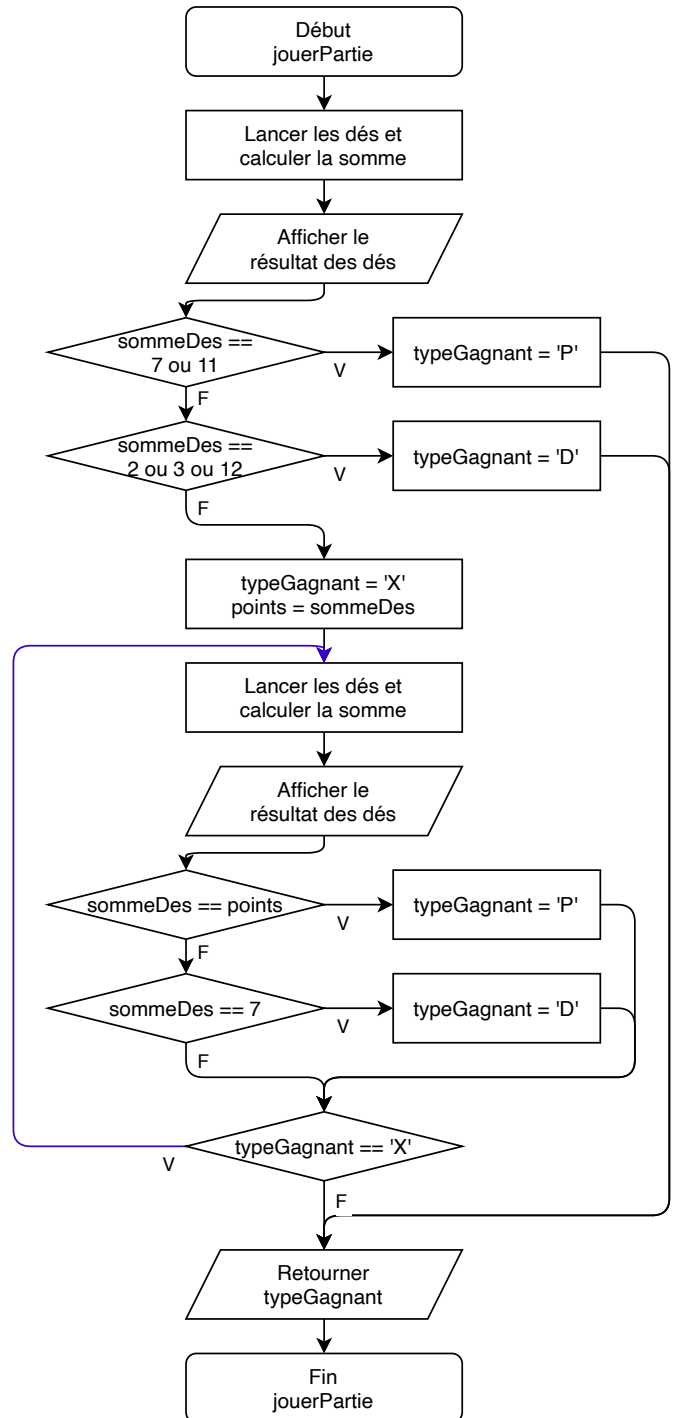 Début
jouerPartie
Lancer les dés et
calculer la somme
Afficher le
résultat des dés
sommeDes ==
7 ou 11
V
typeGagnant = 'P'
F
sommeDes ==
2 ou 3 ou 12
V
typeGagnant = 'D'
F
typeGagnant = 'X'
points = sommeDes
Lancer les dés et
calculer la somme
Afficher le
résultat des dés
sommeDes == points
V
typeGagnant = 'P'
F
sommeDes == 7
V
typeGagnant = 'D'
F
typeGagnant == 'X'
V
F
Retourner
typeGagnant
Fin
jouerPartie